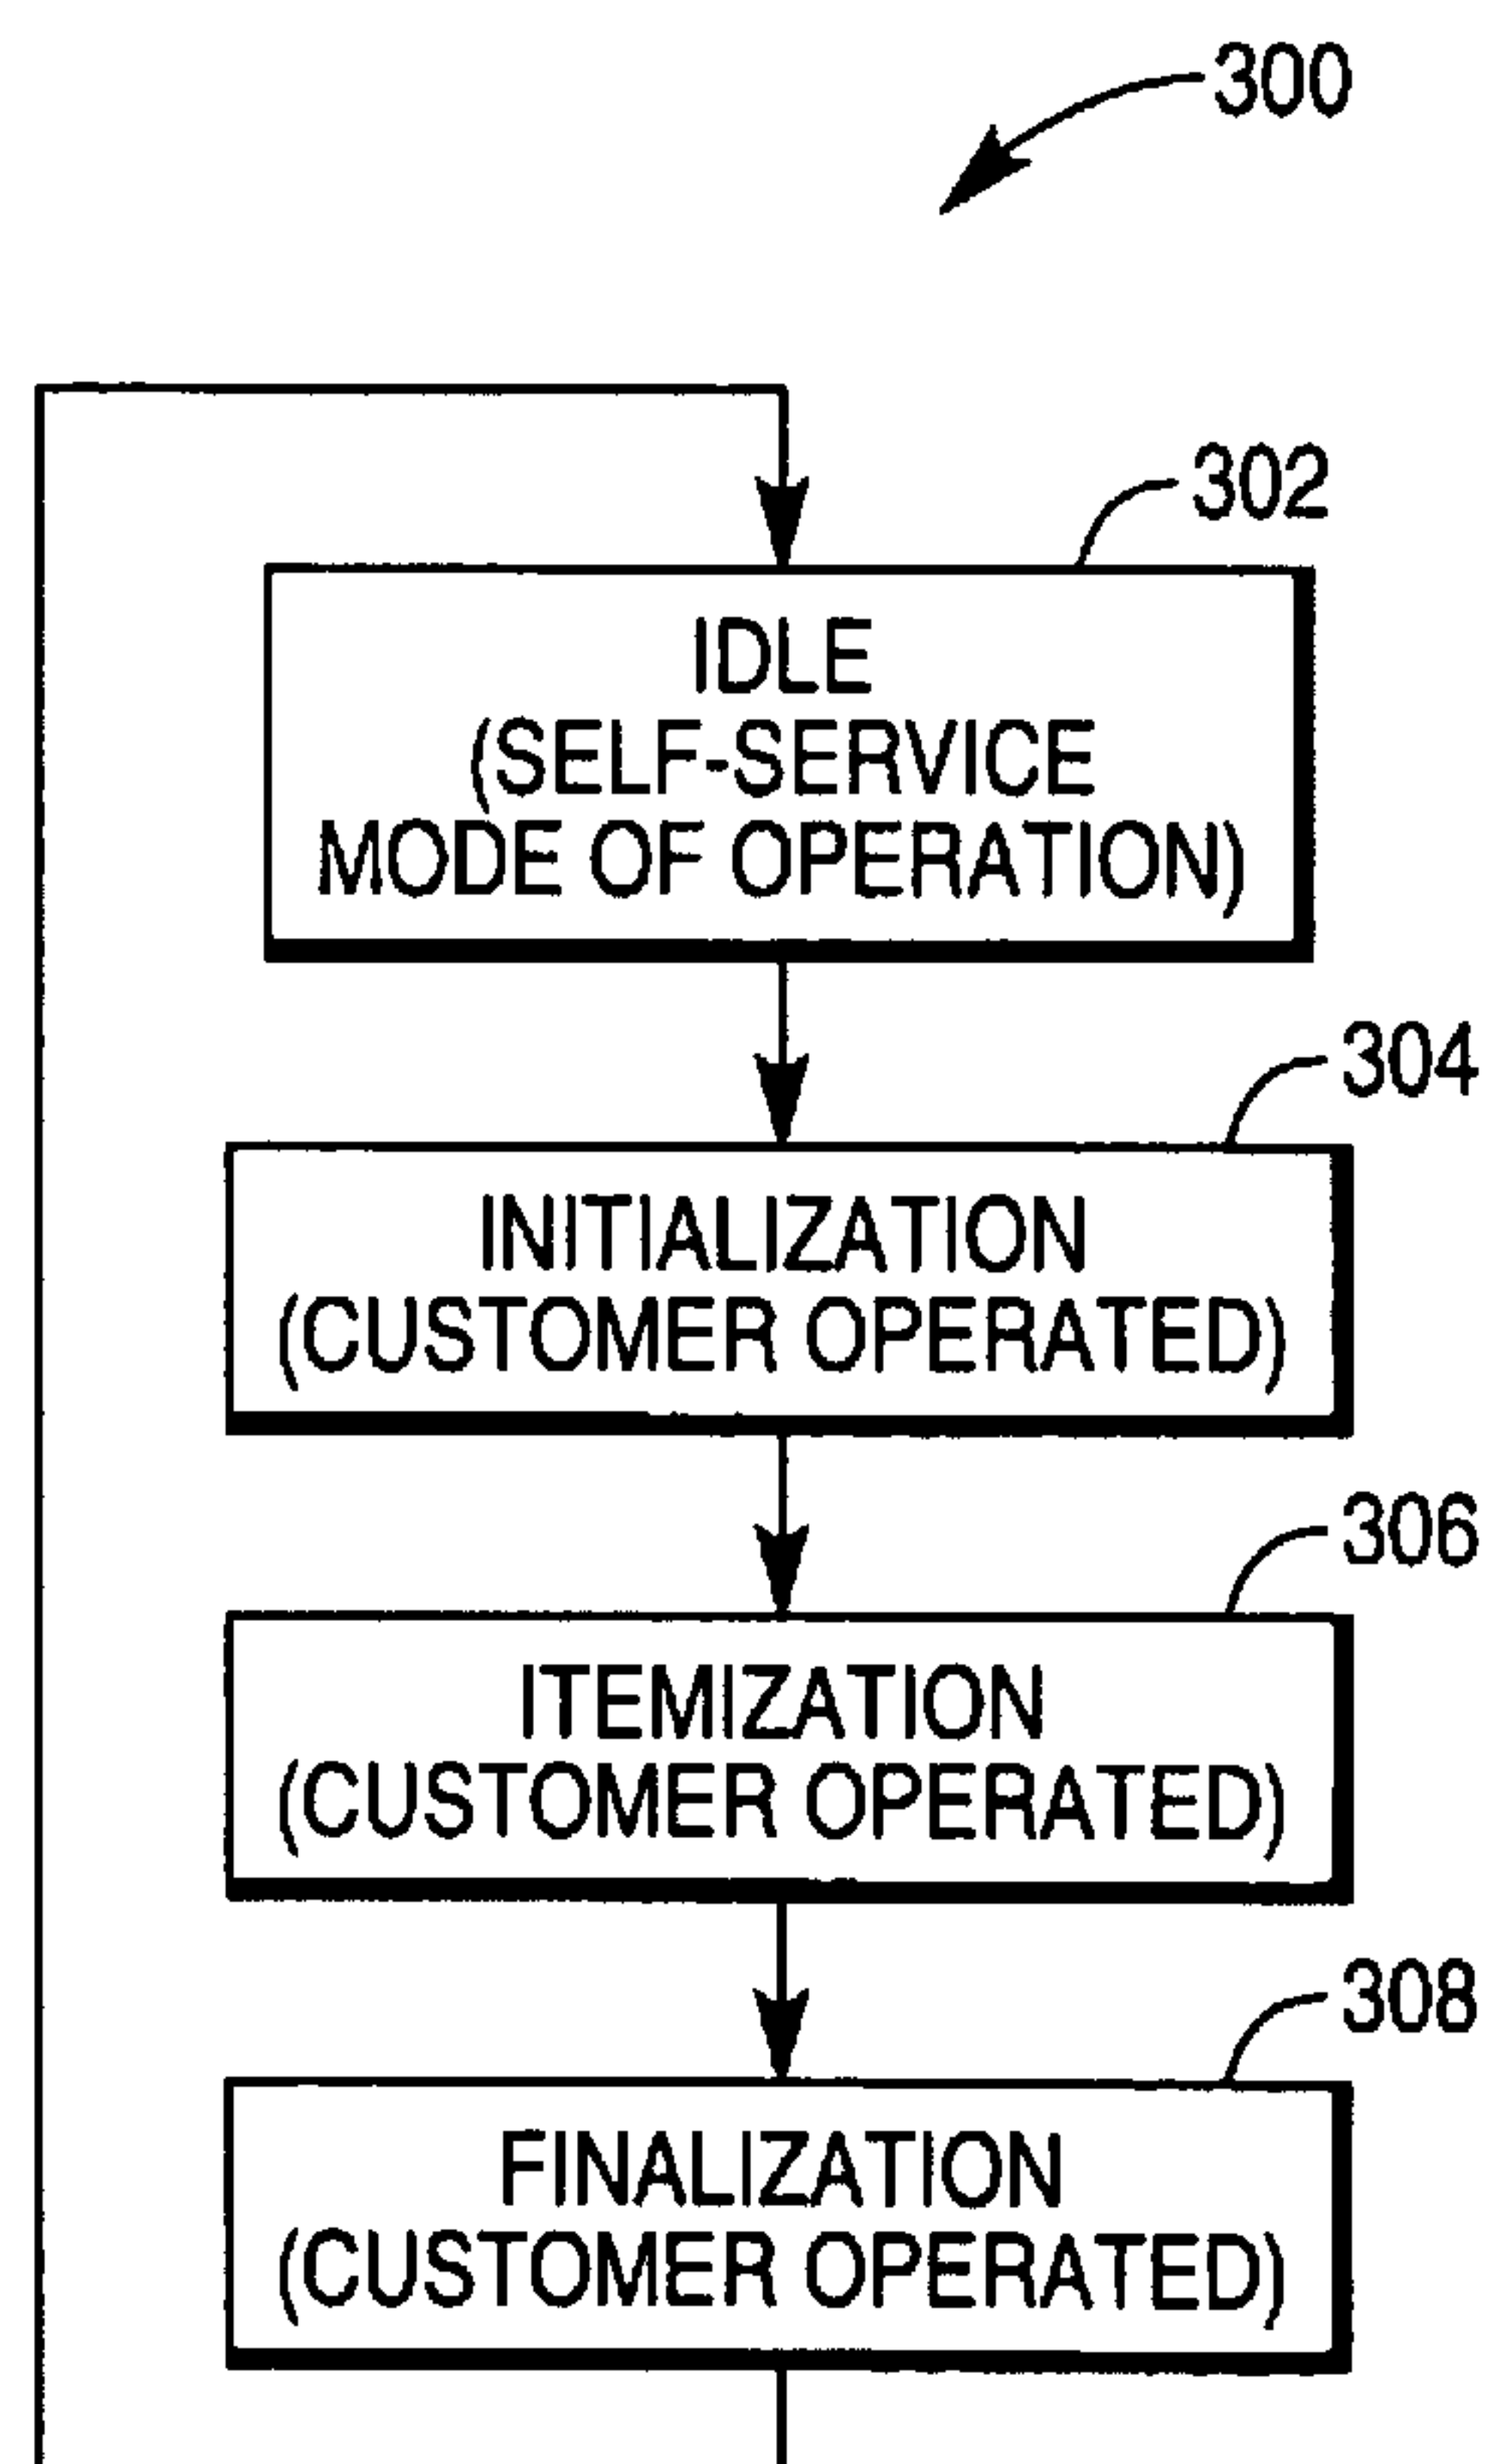 300
302
IDLE
(SELF-SERVICE
MODE OF OPERATION)
304
INITIALIZATION
(CUSTOMER OPERATED)
306
ITEMIZATION
(CUSTOMER OPERATED)
308
FINALIZATION
(CUSTOMER OPERATED)